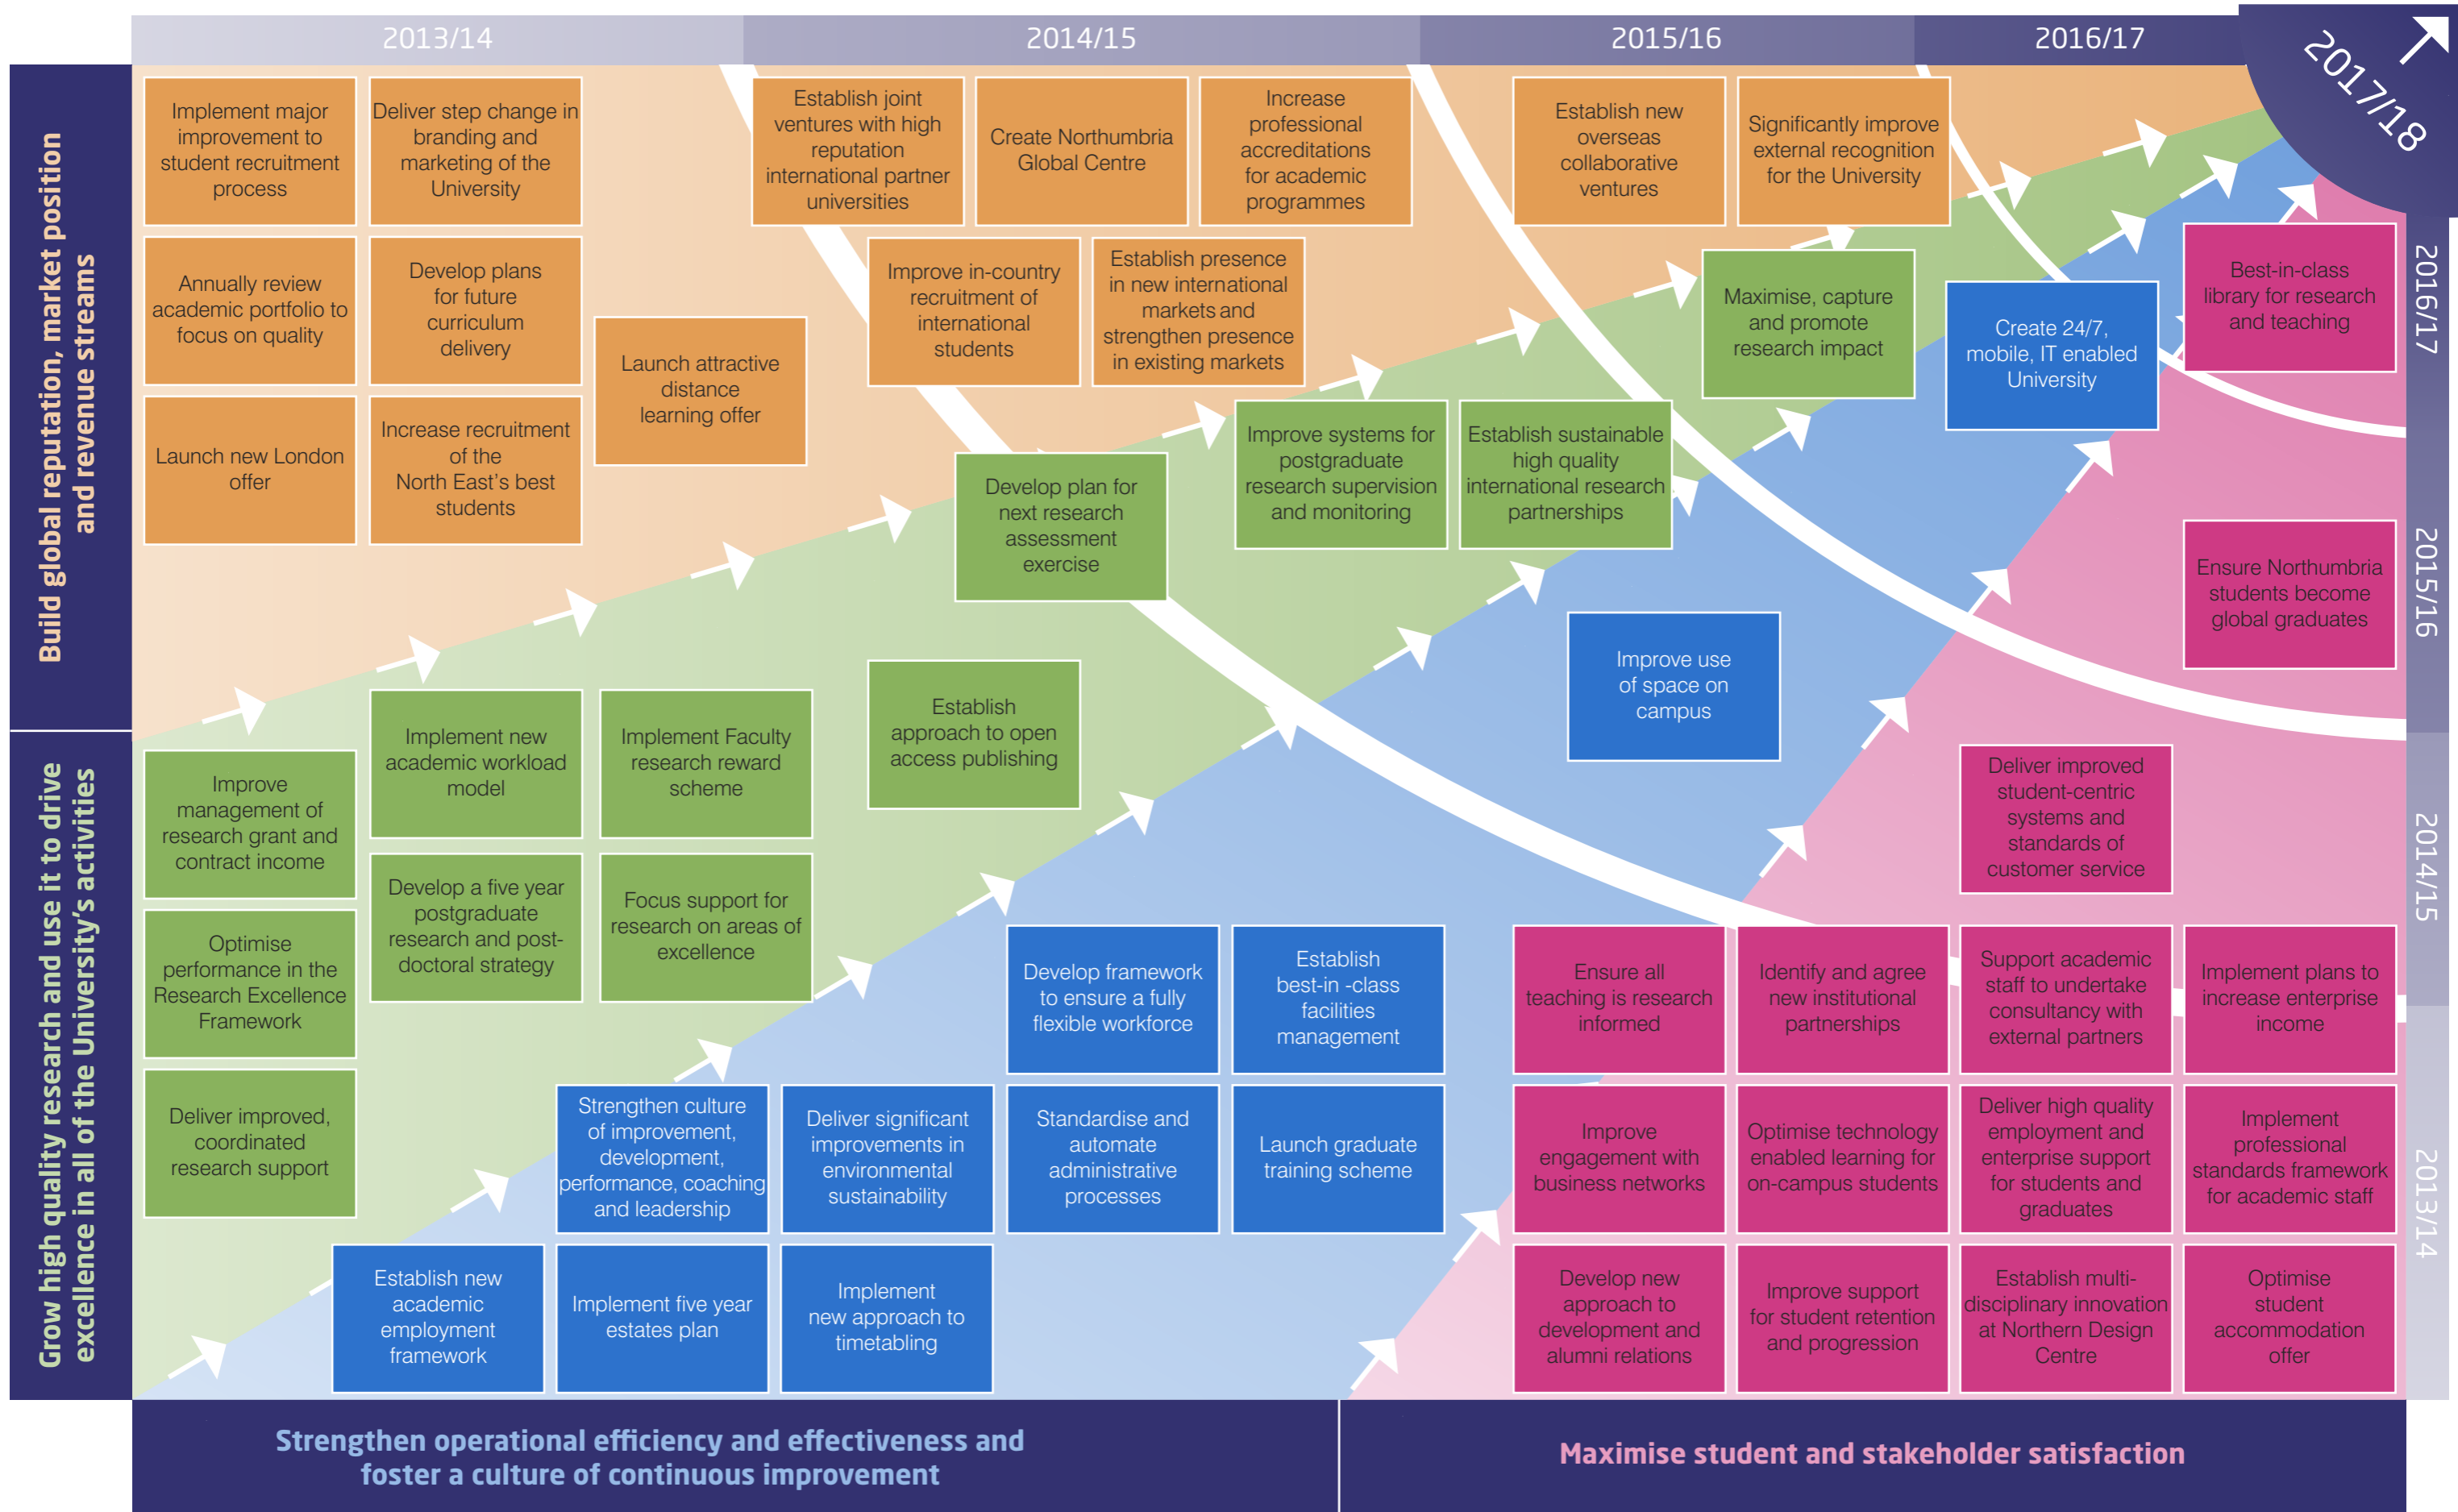 2013/14
2014/15
2015/16
2016/17
2017/18
Build global reputation, market position
and revenue streams
Implement major
improvement to
student recruitment
process
Deliver step change in
branding and
marketing of the
University
Establish joint
ventures with high
reputation
international partner
universities
Create Northumbria
Global Centre
Increase
professional
accreditations
for academic
programmes
Establish new
overseas
collaborative
ventures
Significantly improve
external recognition
for the University
Annually review
academic portfolio to
focus on quality
Develop plans
for future
curriculum
delivery
Launch attractive
distance
learning offer
Improve in-country
recruitment of
international
students
Establish presence
in new international
markets and
strengthen presence
in existing markets
Launch new London
offer
Increase recruitment
of the
North East's best
students
Maximise, capture
and promote
research impact
Create 24/7,
mobile, IT enabled
University
Best-in-class
library for research
and teaching
2016/17
Develop plan for
next research
assessment
exercise
Improve systems for
postgraduate
research supervision
and monitoring
Establish sustainable
high quality
international research
partnerships
Ensure Northumbria
students become
global graduates
2015/16
Grow high quality research and use it to drive
excellence in all of the University's activities
Improve
management of
research grant and
contract income
Implement new
academic workload
model
Implement Faculty
research reward
scheme
Establish
approach to open
access publishing
Improve use
of space on
campus
Deliver improved
student-centric
systems and
standards of
customer service
2014/15
Optimise
performance in the
Research Excellence
Framework
Develop a five year
postgraduate
research and post-
doctoral strategy
Focus support for
research on areas of
excellence
Develop framework
to ensure a fully
flexible workforce
Establish
best-in -class
facilities
management
Ensure all
teaching is research
informed
Identify and agree
new institutional
partnerships
Support academic
staff to undertake
consultancy with
external partners
Implement plans to
increase enterprise
income
Deliver improved,
coordinated
research support
Strengthen culture
of improvement,
development,
performance, coaching
and leadership
Deliver significant
improvements in
environmental
sustainability
Standardise and
automate
administrative
processes
Launch graduate
training scheme
Improve
engagement with
business networks
Optimise technology
enabled learning for
on-campus students
Deliver high quality
employment and
enterprise support
for students and
graduates
Implement
professional
standards framework
for academic staff
2013/14
Establish new
academic
employment
framework
Implement five year
estates plan
Implement
new approach to
timetabling
Develop new
approach to
development and
alumni relations
Improve support
for student retention
and progression
Establish multi-
disciplinary innovation
at Northern Design
Centre
Optimise
student
accommodation
offer
Strengthen operational efficiency and effectiveness and
foster a culture of continuous improvement
Maximise student and stakeholder satisfaction